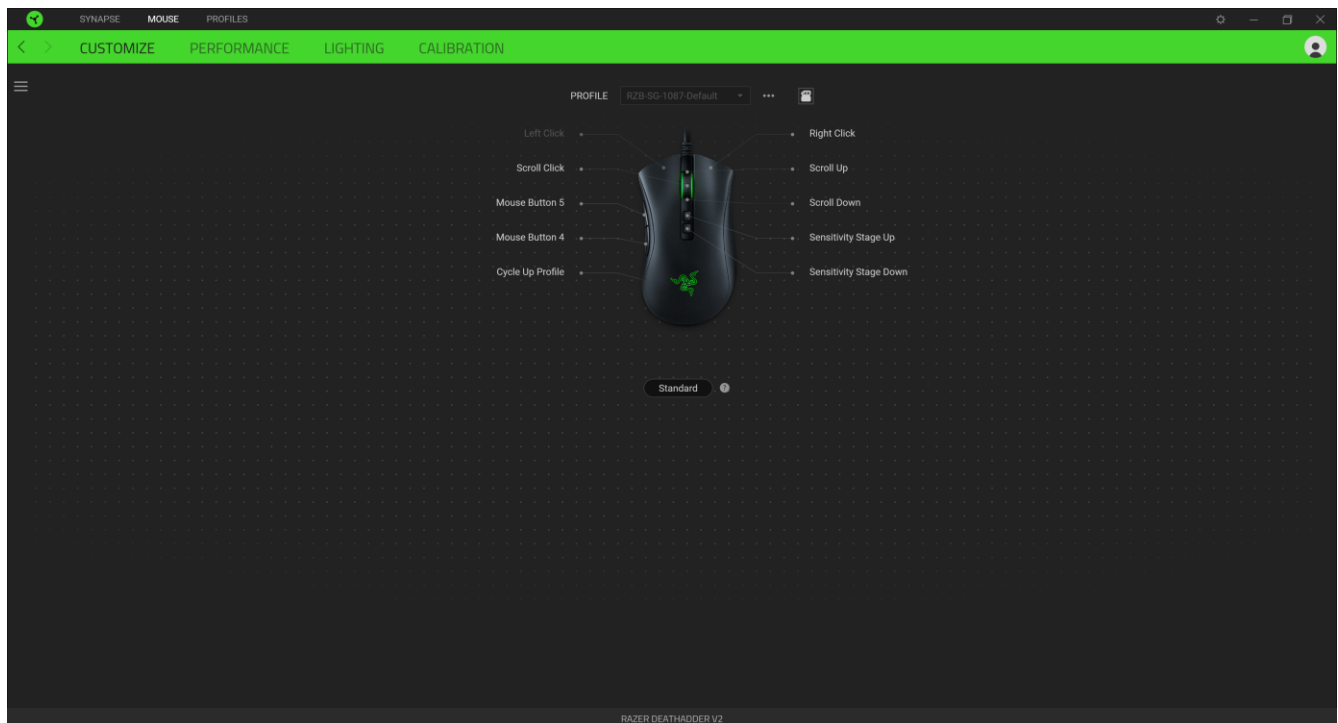 SYNAPSE MOUSE PROFILES
CUSTOMIZE PERFORMANCE LIGHTING CALIBRATION
PROFILE RZB-SG-1087-Default
Left Click Right Click
Scroll Click Scroll Up
Mouse Button 5 Scroll Down
Mouse Button 4 Sensitivity Stage Up
Cycle Up Profile Sensitivity Stage Down
Standard ?
RAZER DEATHADDER V2